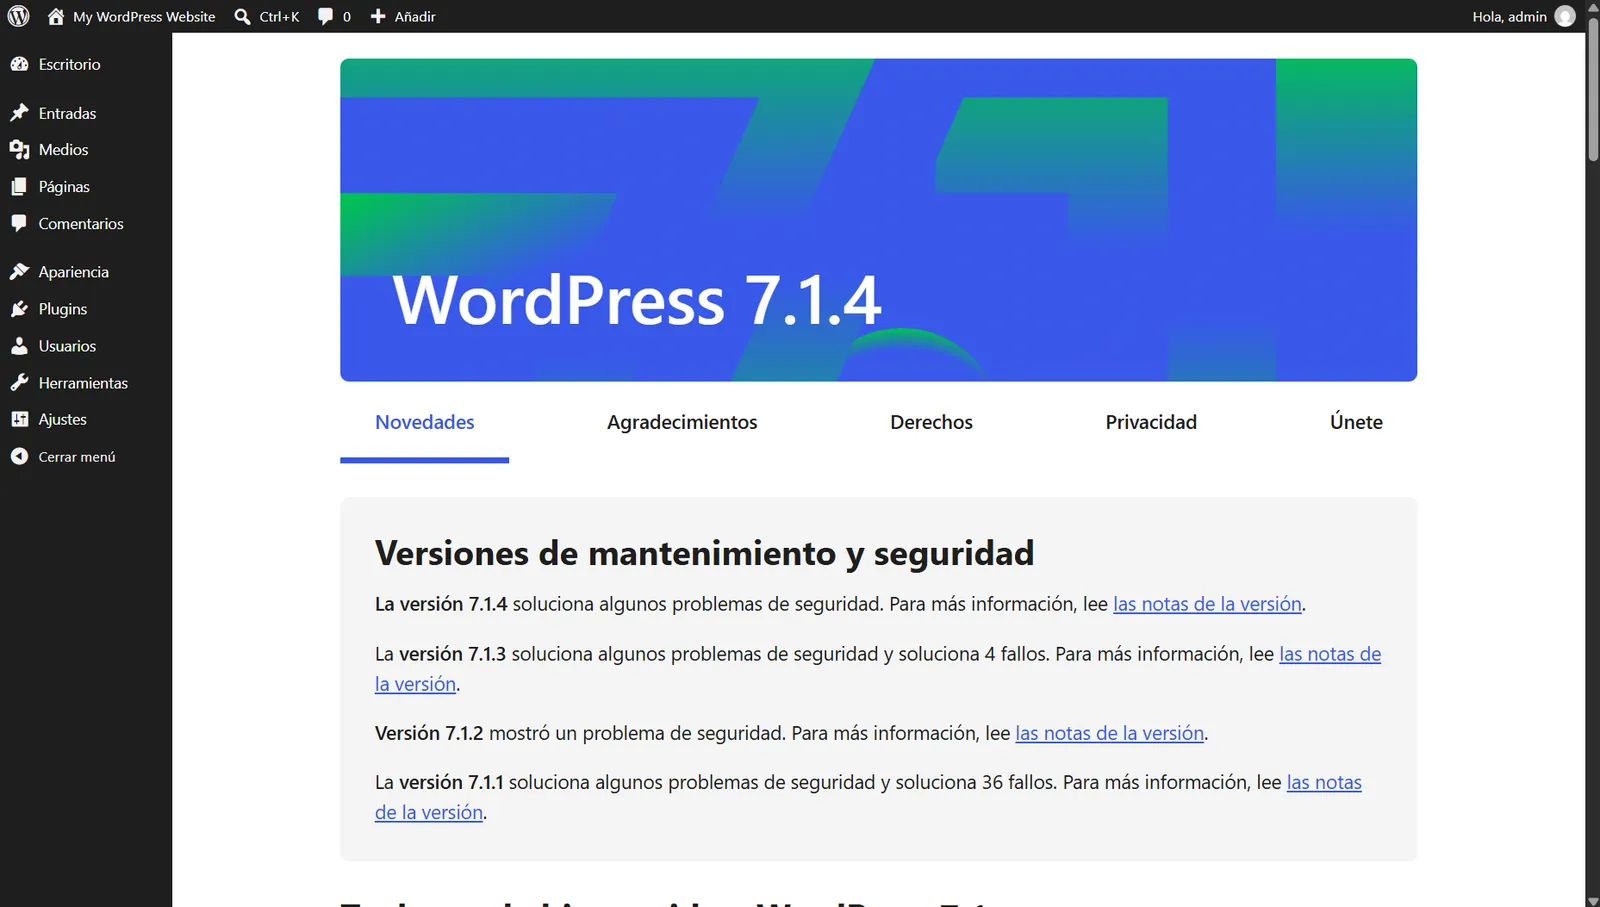 My WordPress Website Ctrl+K 0 Añadir Hola, admin
Escritorio
Entradas
Medios
Páginas
Comentarios
Apariencia
Plugins
Usuarios
Herramientas
Ajustes
Cerrar menú
WordPress 7.1.4
Novedades Agradecimientos Derechos Privacidad Únete
Versiones de mantenimiento y seguridad
La versión 7.1.4 soluciona algunos problemas de seguridad. Para más información, lee las notas de la versión.
La versión 7.1.3 soluciona algunos problemas de seguridad y soluciona 4 fallos. Para más información, lee las notas de
la versión.
Versión 7.1.2 mostró un problema de seguridad. Para más información, lee las notas de la versión.
La versión 7.1.1 soluciona algunos problemas de seguridad y soluciona 36 fallos. Para más información, lee las notas
de la versión.